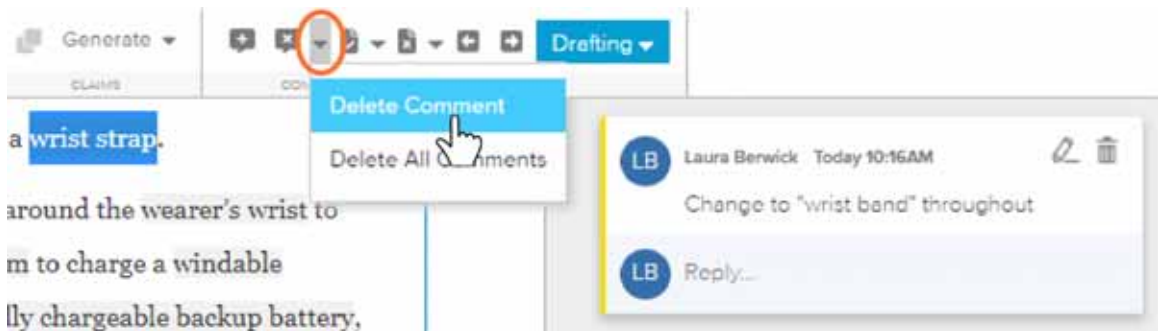 Generate
Drafting
CLAIMS
Delete Comment
Delete All Comments
a wrist strap.
around the wearer's wrist to
m to charge a windable
lly chargeable backup battery,
LB
Laura Berwick Today 10:16AM
Change to "wrist band" throughout
LB
Reply...